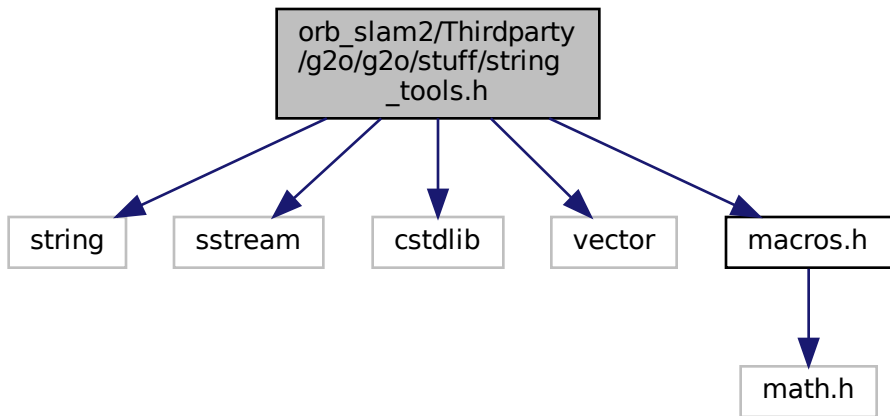 orb_slam2/Thirdparty
/g2o/g2o/stuff/string
_tools.h
string
sstream
cstdlib
vector
macros.h
math.h